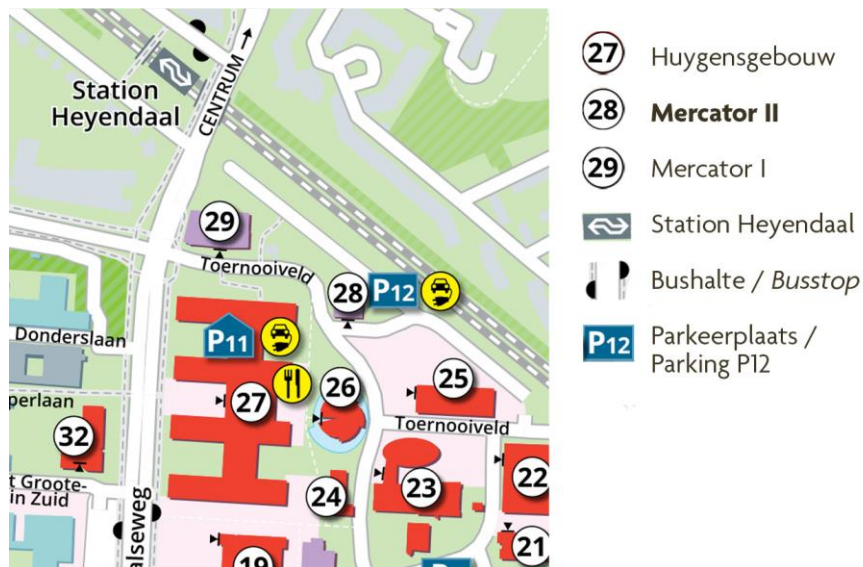 Station
Heyendaal
CENTRUM
29
Toernooiveld
28
P12
P11
Donderslaan
27
26
25
perlaan
Toernooiveld
32
t Groote-
in Zuid
24
23
22
alseweg
19
21
27 Huygensgebouw
28 Mercator II
29 Mercator I
Station Heyendaal
Bushalte / Busstop
P12 Parkeerplaats /
Parking P12